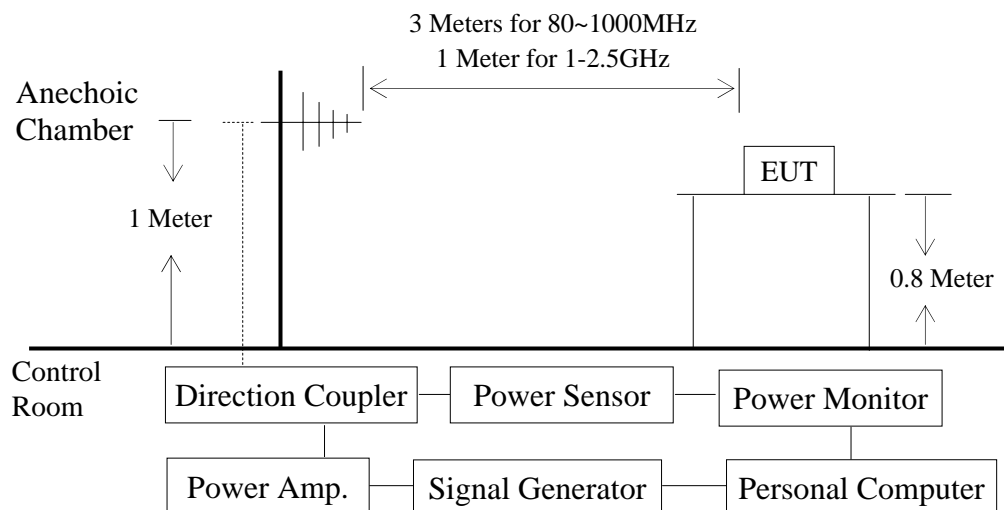 3 Meters for 80~1000MHz
1 Meter for 1-2.5GHz
Anechoic
Chamber
EUT
1 Meter
0.8 Meter
Control
Room
Direction Coupler
Power Sensor
Power Monitor
Power Amp.
Signal Generator
Personal Computer